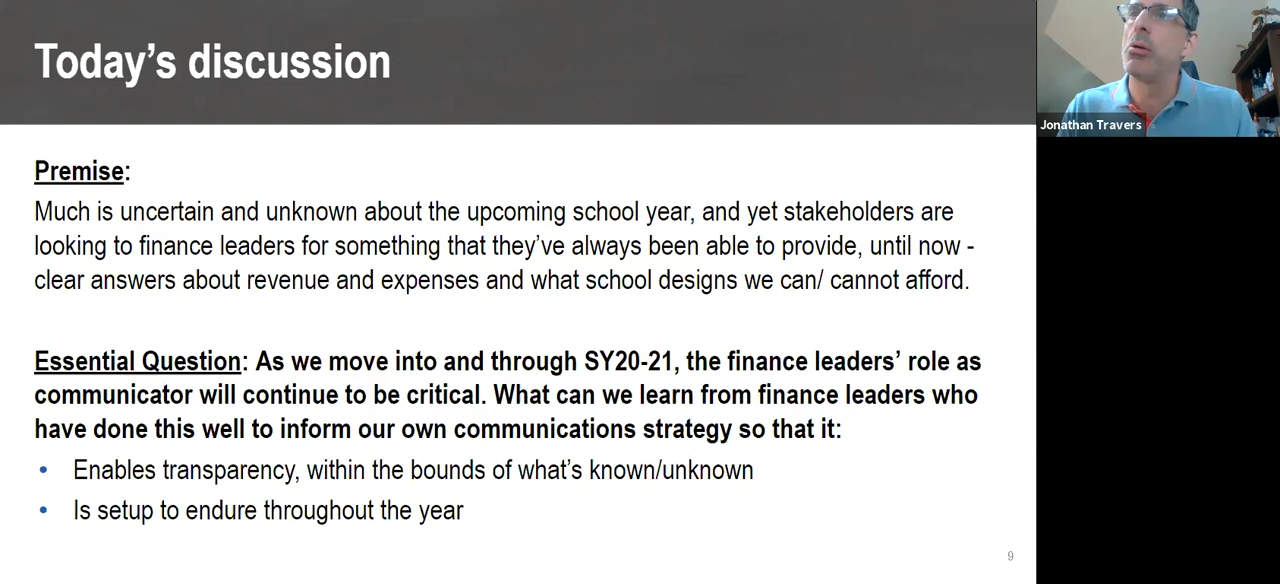 Today’s discussion
Jonathan Travers
Premise:
Much is uncertain and unknown about the upcoming school year, and yet stakeholders are
looking to finance leaders for something that they’ve always been able to provide, until now -
clear answers about revenue and expenses and what school designs we can/ cannot afford.
Essential Question: As we move into and through SY20-21, the finance leaders’ role as
communicator will continue to be critical. What can we learn from finance leaders who
have done this well to inform our own communications strategy so that it:
• Enables transparency, within the bounds of what’s known/unknown
• Is setup to endure throughout the year
9